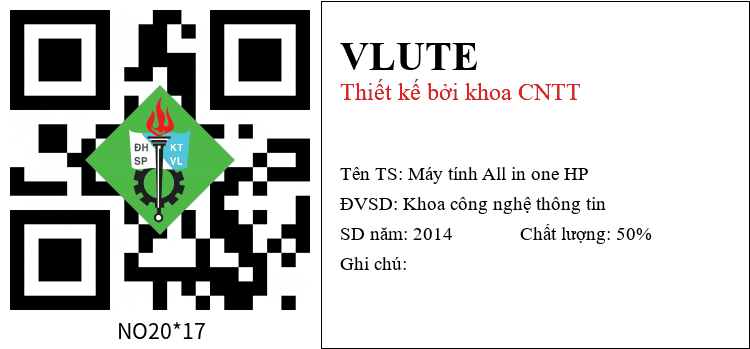 ĐH KT
SP VL
NO20*17
VLUTE
Thiết kế bởi khoa CNTT
Tên TS: Máy tính All in one HP
ĐVSD: Khoa công nghệ thông tin
SD năm: 2014 Chất lượng: 50%
Ghi chú: